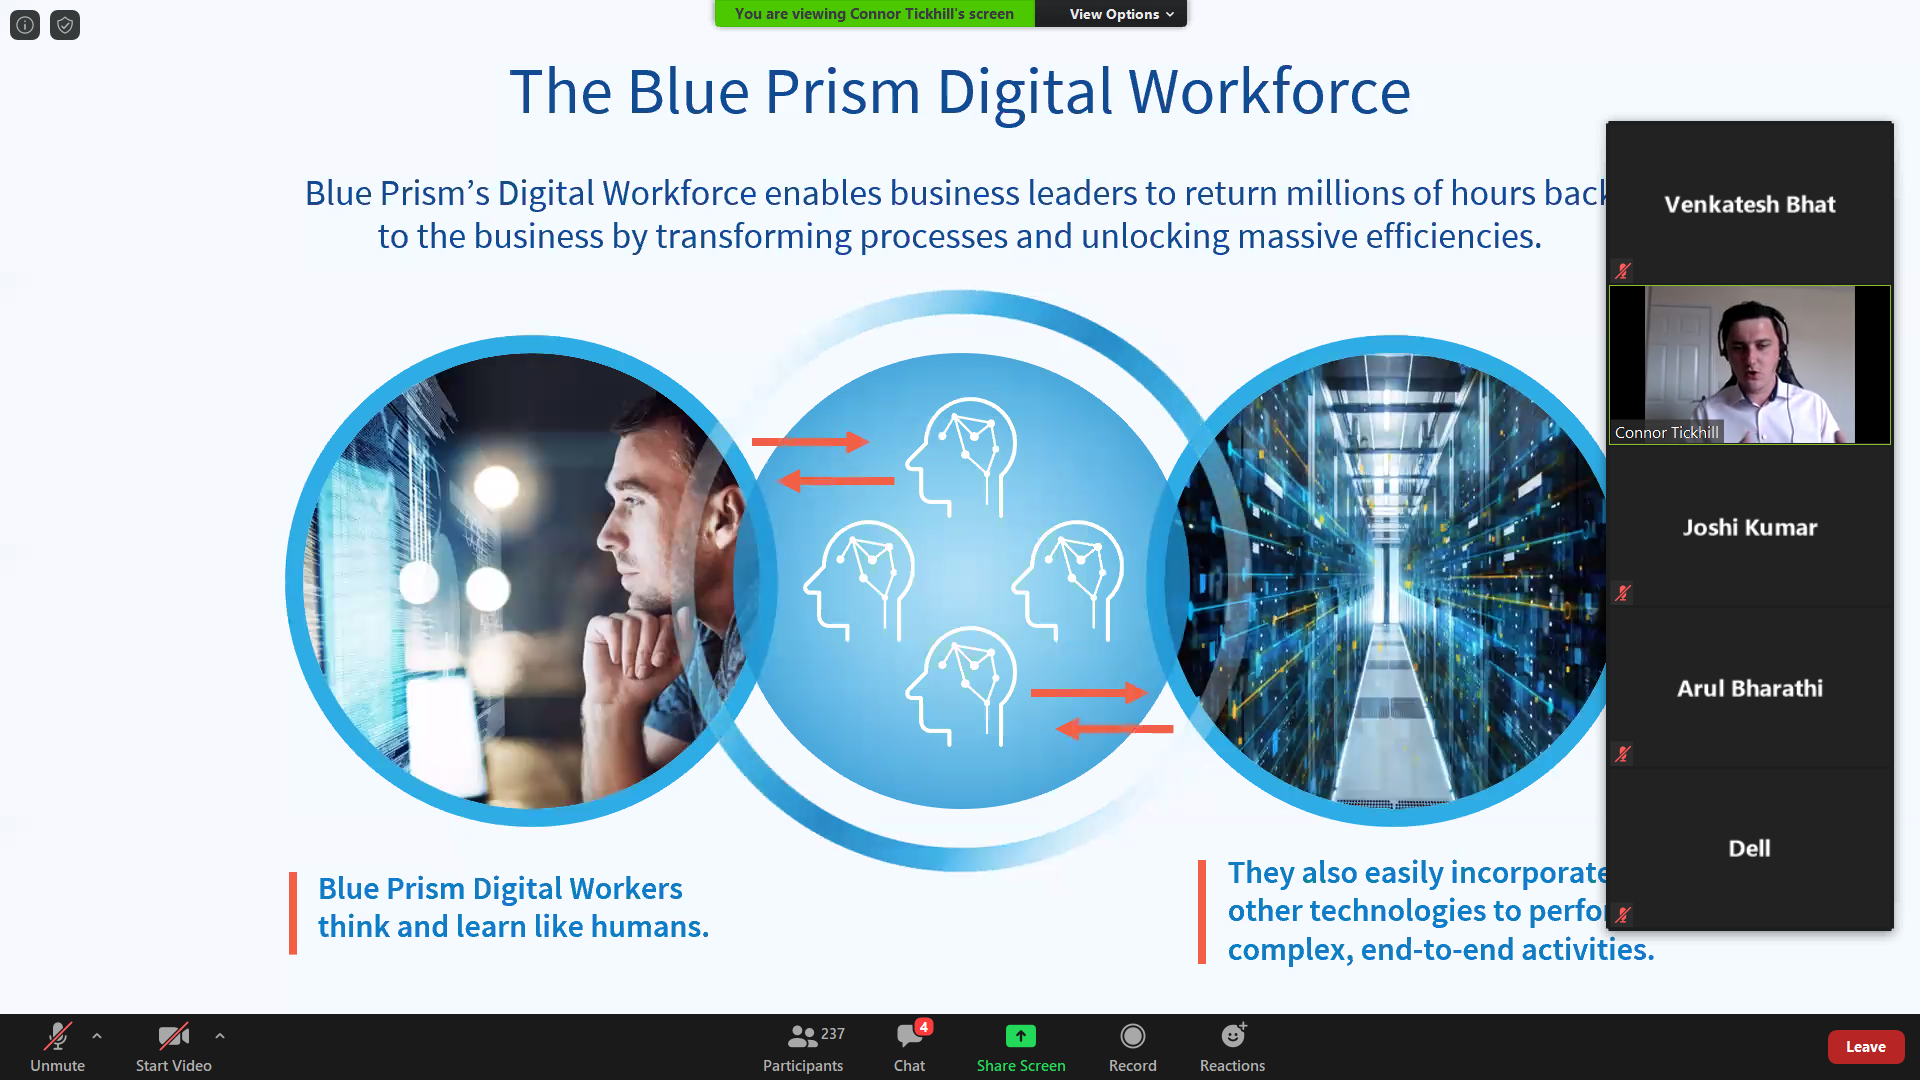 You are viewing Connor Tickhill's screen
View Options
The Blue Prism Digital Workforce
Blue Prism’s Digital Workforce enables business leaders to return millions of hours back
to the business by transforming processes and unlocking massive efficiencies.
Venkatesh Bhat
Connor Tickhill
Joshi Kumar
Arul Bharathi
Dell
Blue Prism Digital Workers
think and learn like humans.
They also easily incorporate
other technologies to perfo
complex, end-to-end activities.
Unmute
Start Video
237
Participants
4
Chat
Share Screen
Record
Reactions
Leave